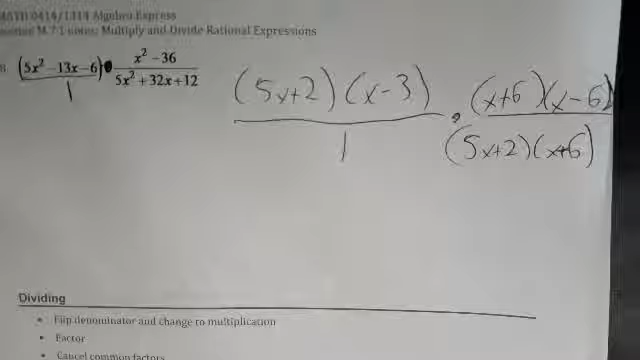 MATH 0414/1314 Algebra Express
M.7.1 notes: Multiply and Divide Rational Expressions
8. (5x² −13x−6) • x² −36
1 5x² +32x+12
(5x+2)(x-3) · (x+6)(x-6)
1 (5x+2)(x+6)
Dividing
• Flip denominator and change to multiplication
• Factor
• Cancel common factors